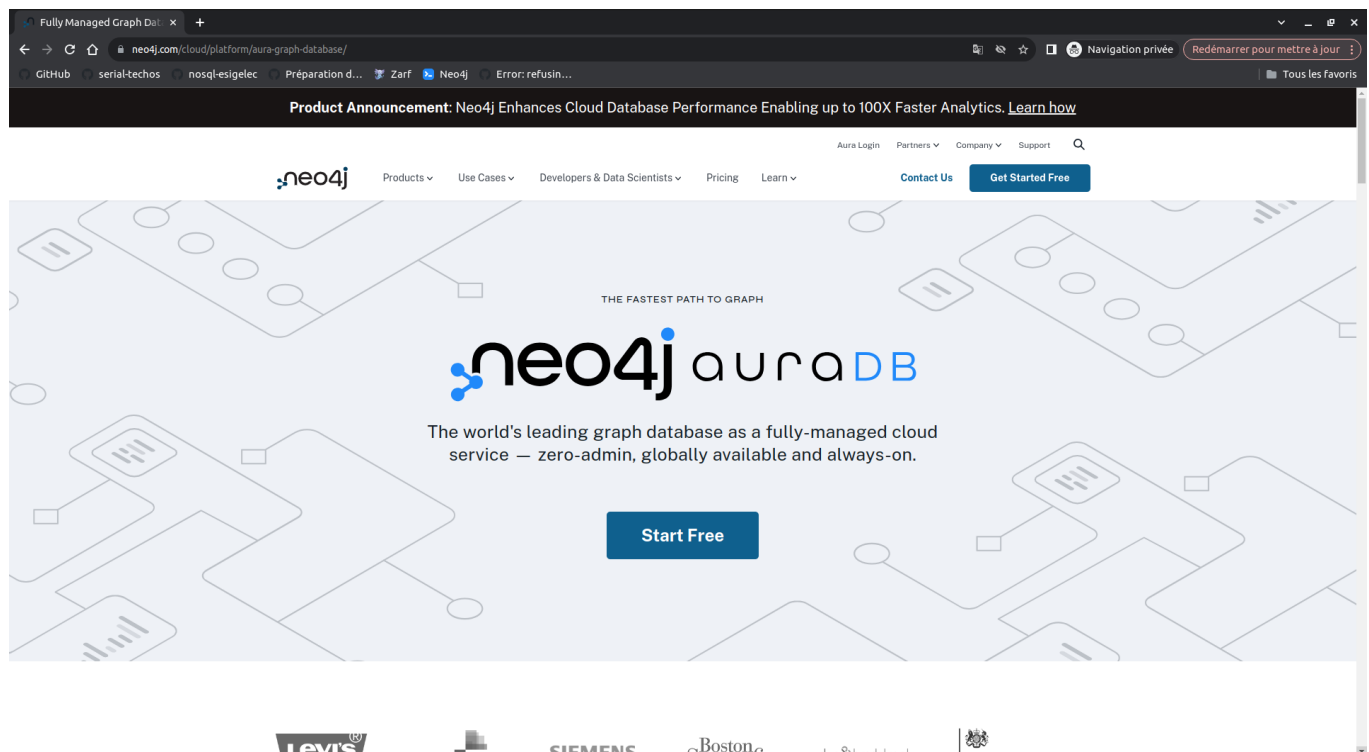 Fully Managed Graph Dat
neo4j.com/cloud/platform/aura-graph-database/
Navigation privée
Redémarrer pour mettre à jour
GitHub serial-techos nosql-esigelec Préparation d... Zarf Neo4j Error: refusin... Tous les favoris
Product Announcement: Neo4j Enhances Cloud Database Performance Enabling up to 100X Faster Analytics. Learn how
Aura Login Partners Company Support
neo4j Products Use Cases Developers & Data Scientists Pricing Learn Contact Us Get Started Free
THE FASTEST PATH TO GRAPH
neo4j auraDB
The world's leading graph database as a fully-managed cloud
service — zero-admin, globally available and always-on.
Start Free
LEVI'S® SIEMENS Boston